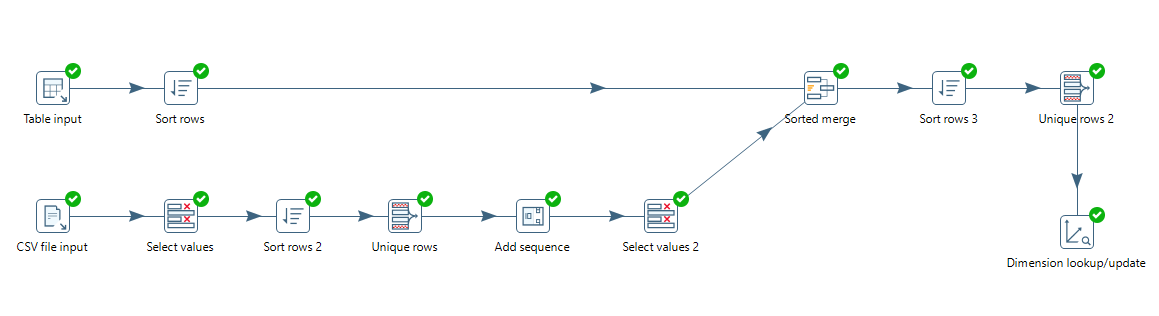 Table input
Sort rows
Sorted merge
Sort rows 3
Unique rows 2
CSV file input
Select values
Sort rows 2
Unique rows
Add sequence
Select values 2
Dimension lookup/update